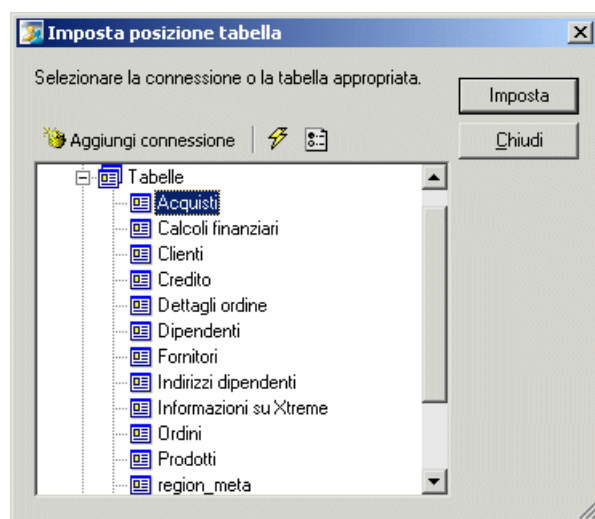 Imposta posizione tabella
Selezionare la connessione o la tabella appropriata.
Imposta
Aggiungi connessione
Chiudi
Tabelle
Acquisti
Calcoli finanziari
Clienti
Credito
Dettagli ordine
Dipendenti
Fornitori
Indirizzi dipendenti
Informazioni su Xtreme
Ordini
Prodotti
region_meta